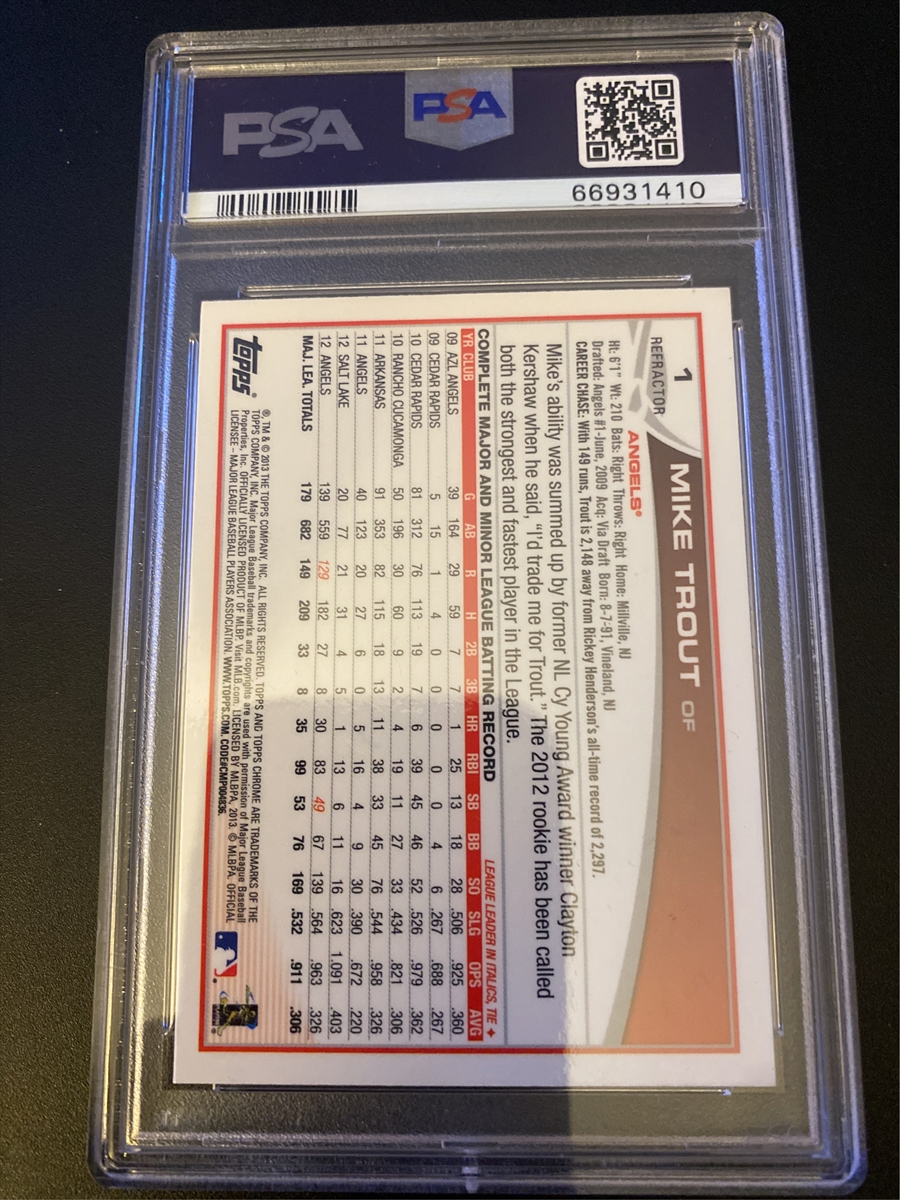 PSA
PSA
66931410
1
REFRACTOR
MIKE TROUT OF
ANGELS®
Ht: 6'1" Wt: 210 Bats: Right Throws: Right Home: Millville, NJ
Drafted: Angels #1-June, 2009 Acq: Via Draft Born: 8-7-91, Vineland, NJ
CAREER CHASE: With 149 runs, Trout is 2,148 away from Rickey Henderson's all-time record of 2,297.
Mike's ability was summed up by former NL Cy Young Award winner Clayton
Kershaw when he said, "I'd trade me for Trout." The 2012 rookie has been called
both the strongest and fastest player in the League.
COMPLETE MAJOR AND MINOR LEAGUE BATTING RECORD LEAGUE LEADER IN ITALICS, TIE ♦
YR CLUB G AB R H 2B 3B HR RBI SB BB SO SLG OPS AVG
09 AZL ANGELS 39 164 29 59 7 7 1 25 13 18 28 .506 .925 .360
09 CEDAR RAPIDS 5 15 1 4 0 0 0 0 0 4 6 .267 .688 .267
10 CEDAR RAPIDS 81 312 76 113 19 7 6 39 45 46 52 .526 .979 .362
10 RANCHO CUCAMONGA 50 196 30 60 9 2 4 19 11 27 33 .434 .821 .306
11 ARKANSAS 91 353 82 115 18 13 11 38 33 45 76 .544 .958 .326
11 ANGELS 40 123 20 27 6 0 5 16 4 9 30 .390 .672 .220
12 SALT LAKE 20 77 21 31 4 5 1 13 6 11 16 .623 1.091 .403
12 ANGELS 139 559 129 182 27 8 30 83 49 67 139 .564 .963 .326
MAJ. LEA. TOTALS 179 682 149 209 33 8 35 99 53 76 169 .532 .911 .306
topps®
®, TM & © 2013 THE TOPPS COMPANY, INC. ALL RIGHTS RESERVED. TOPPS AND TOPPS CHROME ARE TRADEMARKS OF THE
TOPPS COMPANY, INC. Major League Baseball trademarks and copyrights are used with permission of Major League Baseball
Properties, Inc. OFFICIALLY LICENSED PRODUCT OF MLBP. Visit MLB.com. LICENSED BY MLBPA, 2013. © MLBPA. OFFICIAL
LICENSEE – MAJOR LEAGUE BASEBALL PLAYERS ASSOCIATION. WWW.TOPPS.COM. CODE#CMP004836.